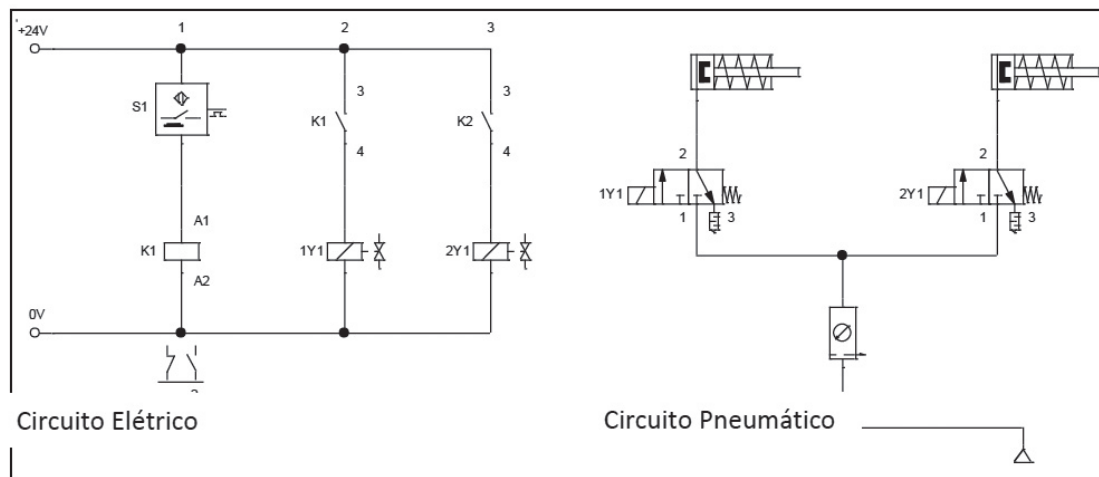 +24V
1
2
3
S1
3
K1
4
3
K2
4
A1
K1
A2
1Y1
2Y1
0V
Circuito Elétrico
2
1Y1
1
3
2
2Y1
1
3
Circuito Pneumático